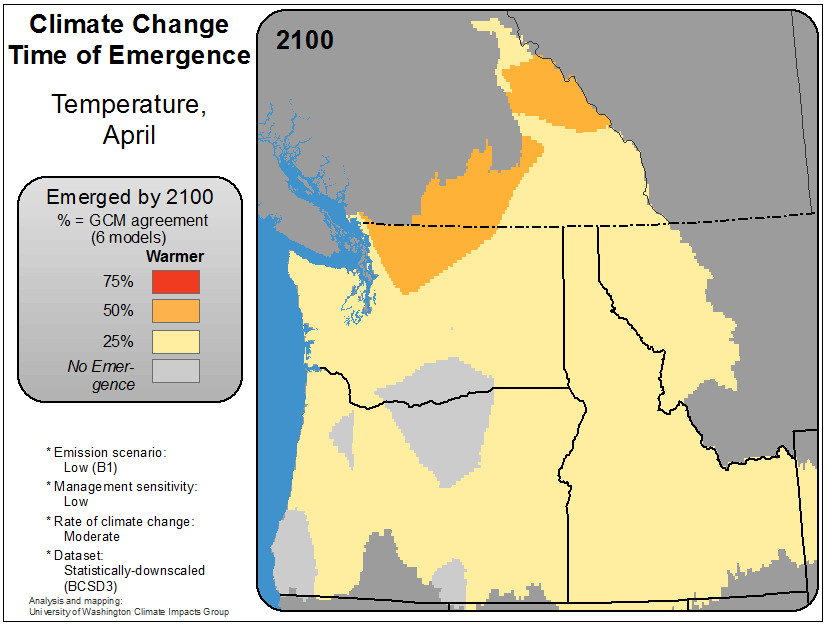 Climate Change
Time of Emergence
Temperature,
April
Emerged by 2100
% = GCM agreement
(6 models)
Warmer
75%
50%
25%
No Emer-
gence
* Emission scenario:
Low (B1)
* Management sensitivity:
Low
* Rate of climate change:
Moderate
* Dataset:
Statistically-downscaled
(BCSD3)
Analysis and mapping:
University of Washington Climate Impacts Group
2100